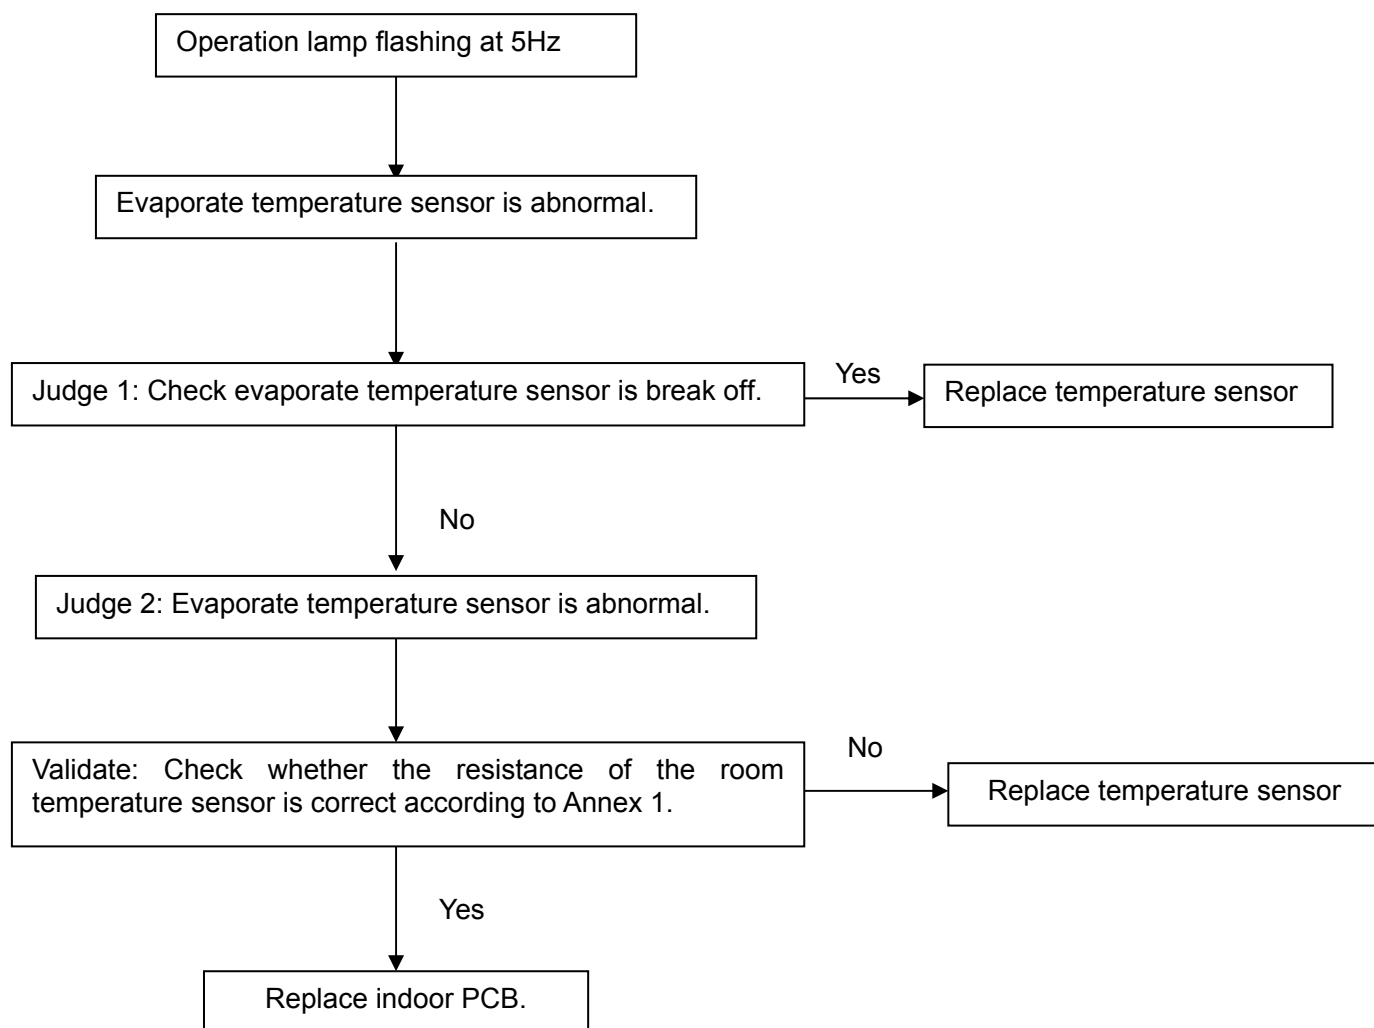 Operation lamp flashing at 5Hz
Evaporate temperature sensor is abnormal.
Judge 1: Check evaporate temperature sensor is break off.
Yes
Replace temperature sensor
No
Judge 2: Evaporate temperature sensor is abnormal.
Validate: Check whether the resistance of the room
temperature sensor is correct according to Annex 1.
No
Replace temperature sensor
Yes
Replace indoor PCB.